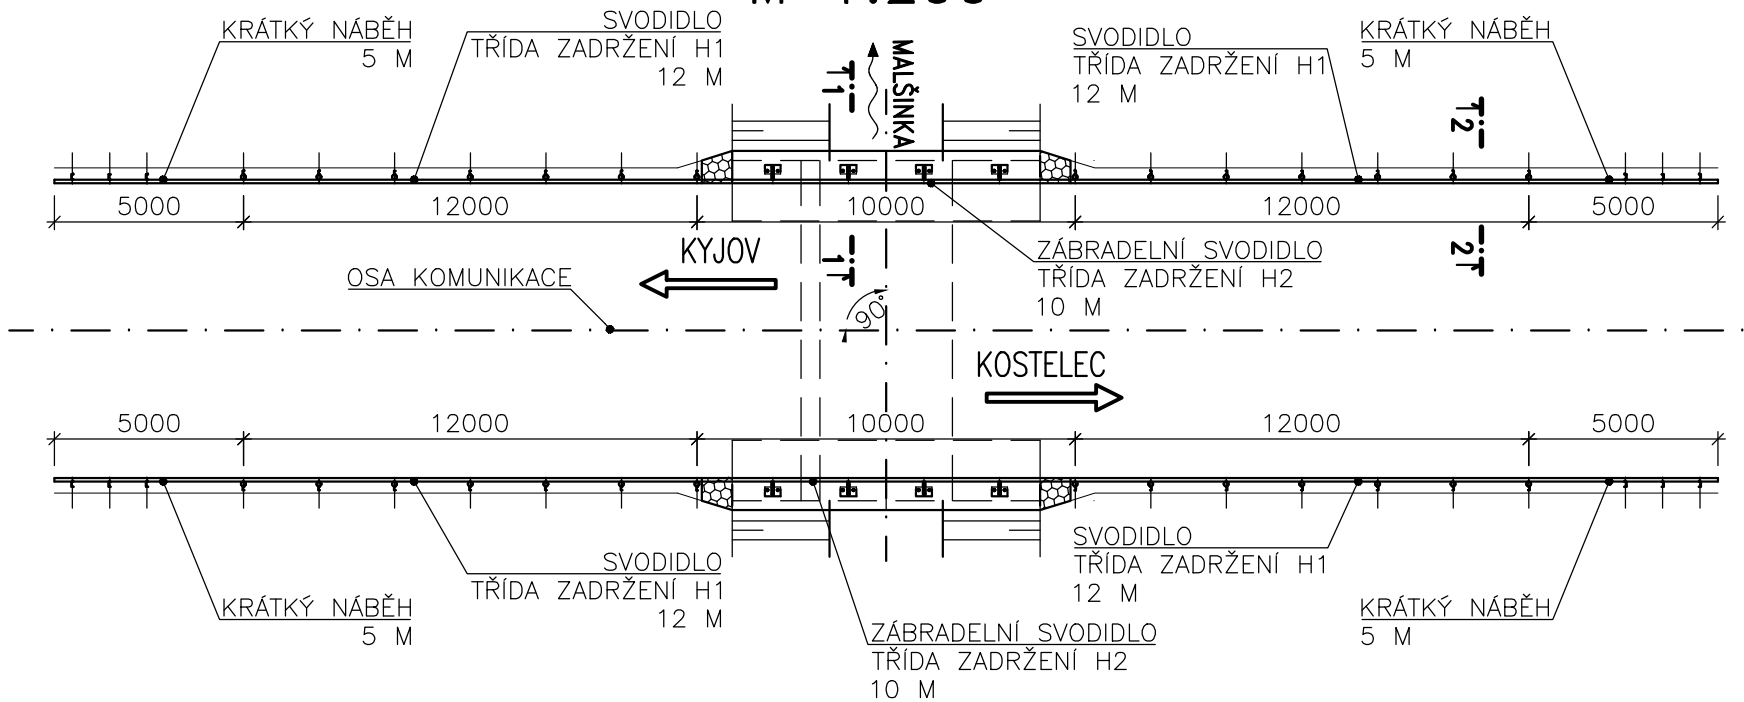 KRÁTKÝ NÁBĚH
5 M
SVODIDLO
TŘÍDA ZADRŽENÍ H1
12 M
MALŠINKA
SVODIDLO
TŘÍDA ZADRŽENÍ H1
12 M
KRÁTKÝ NÁBĚH
5 M
T1
T2
5000
12000
10000
12000
5000
KYJOV
1T
ZÁBRADELNÍ SVODIDLO
TŘÍDA ZADRŽENÍ H2
10 M
2T
OSA KOMUNIKACE
90°
KOSTELEC
5000
12000
10000
12000
5000
SVODIDLO
TŘÍDA ZADRŽENÍ H1
12 M
KRÁTKÝ NÁBĚH
5 M
ZÁBRADELNÍ SVODIDLO
TŘÍDA ZADRŽENÍ H2
10 M
SVODIDLO
TŘÍDA ZADRŽENÍ H1
12 M
KRÁTKÝ NÁBĚH
5 M